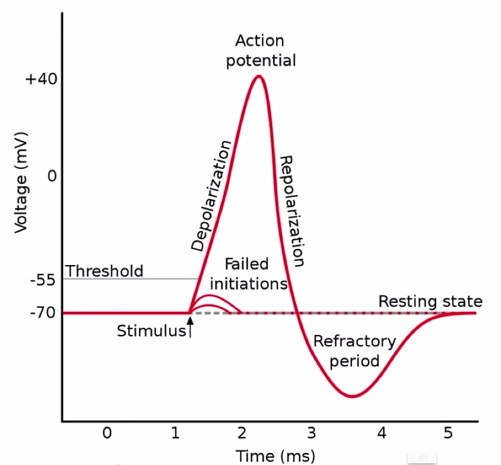 Action
potential
+40
Voltage (mV)
Depolarization
Repolarization
0
Threshold
-55
Failed
initiations
-70
Resting state
Stimulus
Refractory
period
0 1 2 3 4 5
Time (ms)